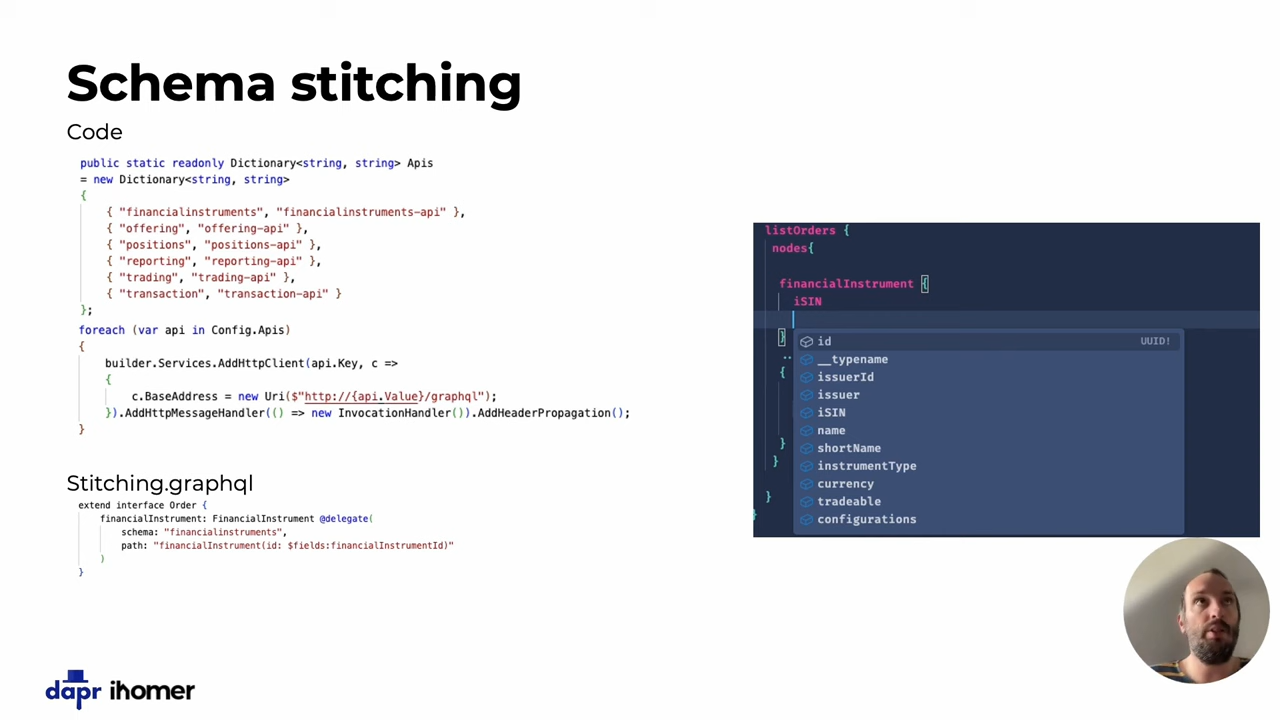 Schema stitching
Code
public static readonly Dictionary<string, string> Apis
= new Dictionary<string, string>
{
{ "financialinstruments", "financialinstruments-api" },
{ "offering", "offering-api" },
{ "positions", "positions-api" },
{ "reporting", "reporting-api" },
{ "trading", "trading-api" },
{ "transaction", "transaction-api" }
};
foreach (var api in Config.Apis)
{
builder.Services.AddHttpClient(api.Key, c =>
{
c.BaseAddress = new Uri($"http://{api.Value}/graphql");
}).AddHttpMessageHandler(() => new InvocationHandler()).AddHeaderPropagation();
}
Stitching.graphql
extend interface Order {
financialInstrument: FinancialInstrument @delegate(
schema: "financialinstruments",
path: "financialInstrument(id: $fields:financialInstrumentId)"
)
}
listOrders {
nodes{
financialInstrument {
iSIN
}
{
}
}
}
}
id UUID!
__typename
issuerId
issuer
iSIN
name
shortName
instrumentType
currency
tradeable
configurations
dapr ihomer